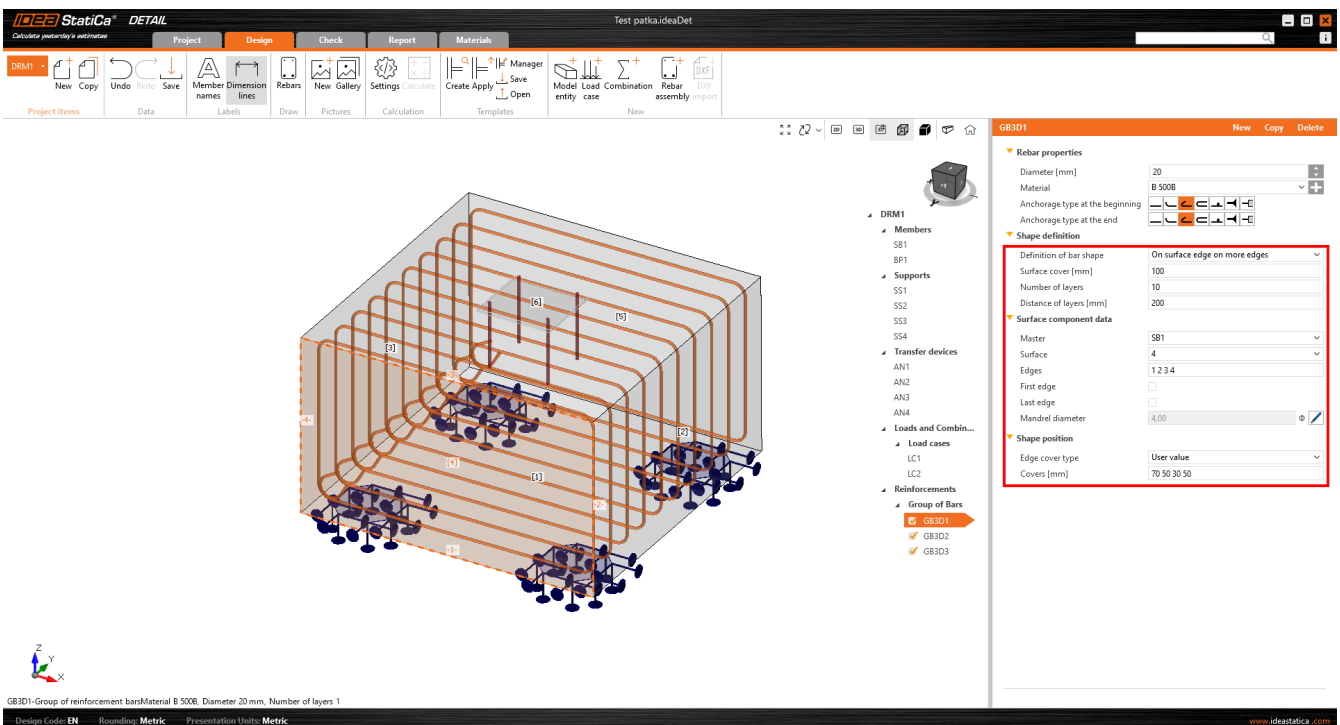 IDEA StatiCa® DETAIL
Calculate yesterday's estimates
Test patka.ideaDet
Project Design Check Report Materials
DRM1
New Copy
Undo Redo Save
Member names
Dimension lines
Rebars
New Gallery
Settings Calculate
Create Apply
Manager
Save
Open
Model entity
Load case
Combination
Rebar assembly
DXF
DXF Import
Project items Data Labels Draw Pictures Calculation Templates New
2D 3D
DRM1
Members
SB1
BP1
Supports
SS1
SS2
SS3
SS4
Transfer devices
AN1
AN2
AN3
AN4
Loads and Combin...
Load cases
LC1
LC2
Reinforcements
Group of Bars
GB3D1
GB3D2
GB3D3
[6]
[5]
[3]
-3-
-4-
[2]
[4]
[1]
-2-
-1-
Z
Y
X
GB3D1 New Copy Delete
Rebar properties
Diameter [mm] 20
Material B 500B
Anchorage type at the beginning
Anchorage type at the end
Shape definition
Definition of bar shape On surface edge on more edges
Surface cover [mm] 100
Number of layers 10
Distance of layers [mm] 200
Surface component data
Master SB1
Surface 4
Edges 1 2 3 4
First edge
Last edge
Mandrel diameter 4,00 Φ
Shape position
Edge cover type User value
Covers [mm] 70 50 30 50
GB3D1-Group of reinforcement barsMaterial B 500B, Diameter 20 mm, Number of layers 1
Design Code: EN Rounding: Metric Presentation Units: Metric
www.ideastatica.com